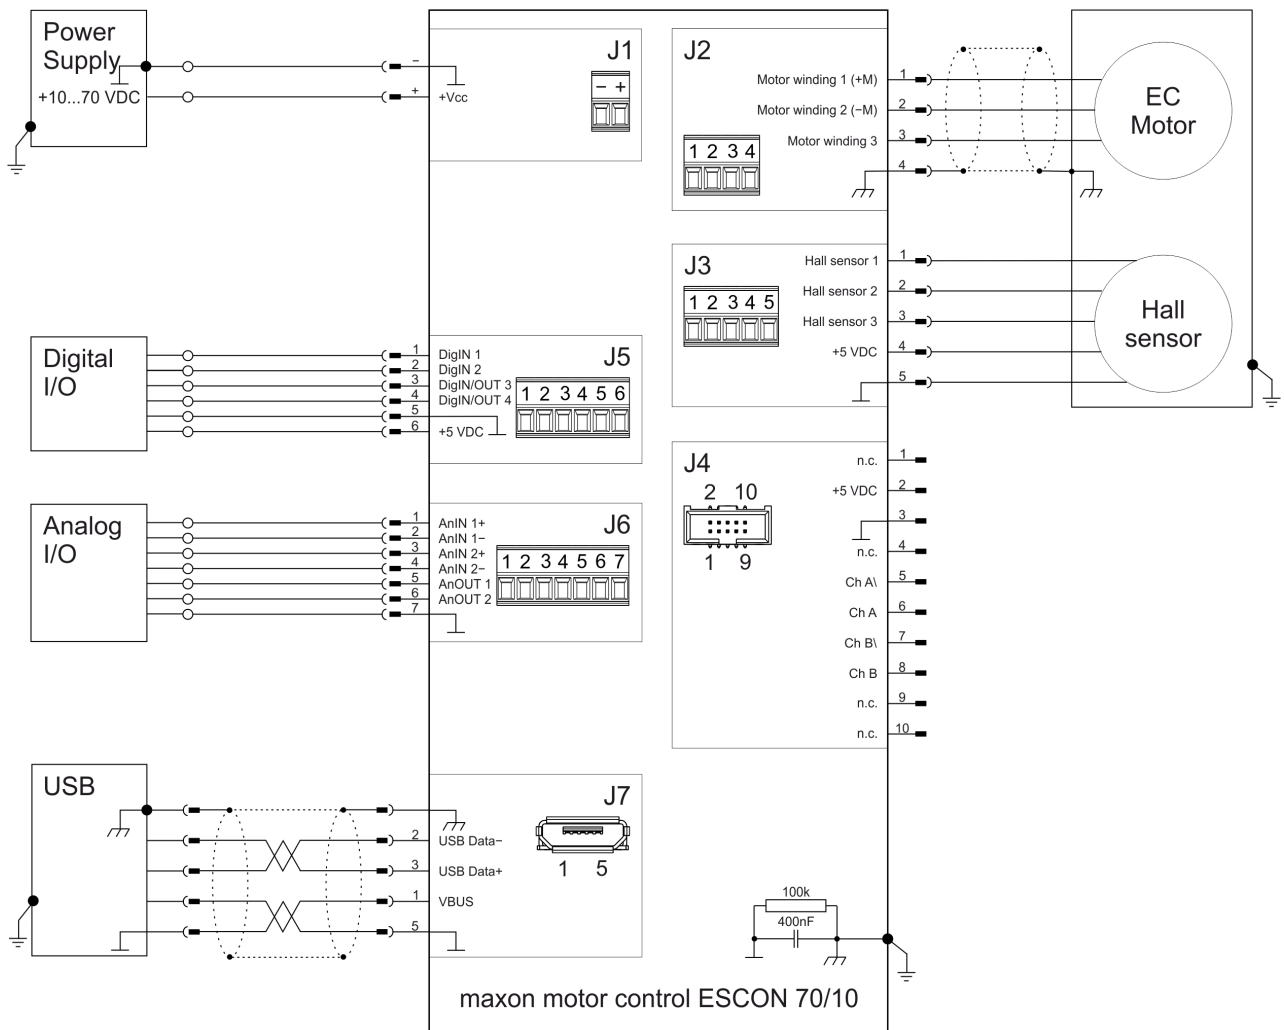 Power
Supply
+10...70 VDC
−
+
+Vcc
J1
− +
J2
Motor winding 1 (+M)
1
Motor winding 2 (−M)
2
Motor winding 3
3
4
1 2 3 4
EC
Motor
J3
1 2 3 4 5
Hall sensor 1
1
Hall sensor 2
2
Hall sensor 3
3
+5 VDC
4
5
Hall
sensor
Digital
I/O
1
DigIN 1
2
DigIN 2
3
DigIN/OUT 3
4
DigIN/OUT 4
5
6
+5 VDC
J5
1 2 3 4 5 6
Analog
I/O
1
AnIN 1+
2
AnIN 1−
3
AnIN 2+
4
AnIN 2−
5
AnOUT 1
6
AnOUT 2
7
J6
1 2 3 4 5 6 7
J4
2 10
1 9
n.c.
1
+5 VDC
2
3
n.c.
4
Ch A\
5
Ch A
6
Ch B\
7
Ch B
8
n.c.
9
n.c.
10
USB
2
USB Data−
3
USB Data+
1
VBUS
5
J7
1 5
100k
400nF
maxon motor control ESCON 70/10